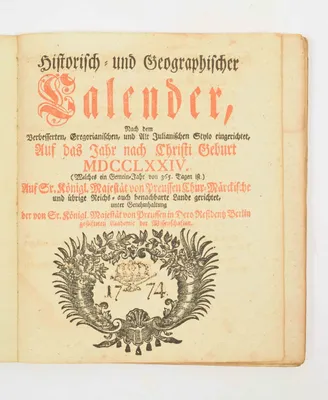 Historisch- und Geographischer
Calender,
Nach dem
Verbesserten, Gregorianischen, und Alt Julianischen Stylo eingerichtet,
Auf das Jahr nach Christi Geburt
MDCCLXXIV.
(Welches ein Gemein-Jahr von 365. Tagen ist.)
Auf Sr. Königl. Majestät von Preussen Chur-Märckische
und übrige Reichs- auch benachbarte Lande gerichtet,
unter Genehmhaltung
der von Sr. Königl. Majestät von Preussen in Dero Residentz Berlin
gestifteten Academie der Wissenschaften.
1774.